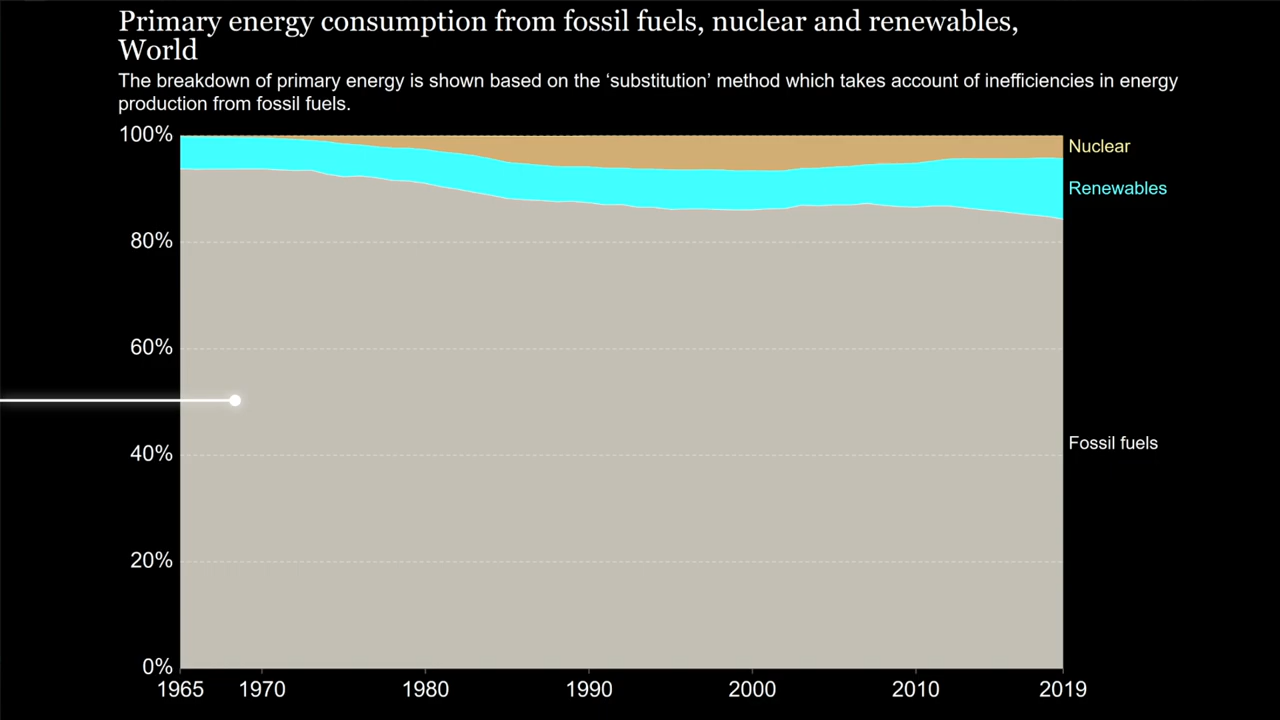 Primary energy consumption from fossil fuels, nuclear and renewables,
World
The breakdown of primary energy is shown based on the ‘substitution’ method which takes account of inefficiencies in energy
production from fossil fuels.
100%
Nuclear
Renewables
80%
60%
40%
Fossil fuels
20%
0%
1965 1970 1980 1990 2000 2010 2019